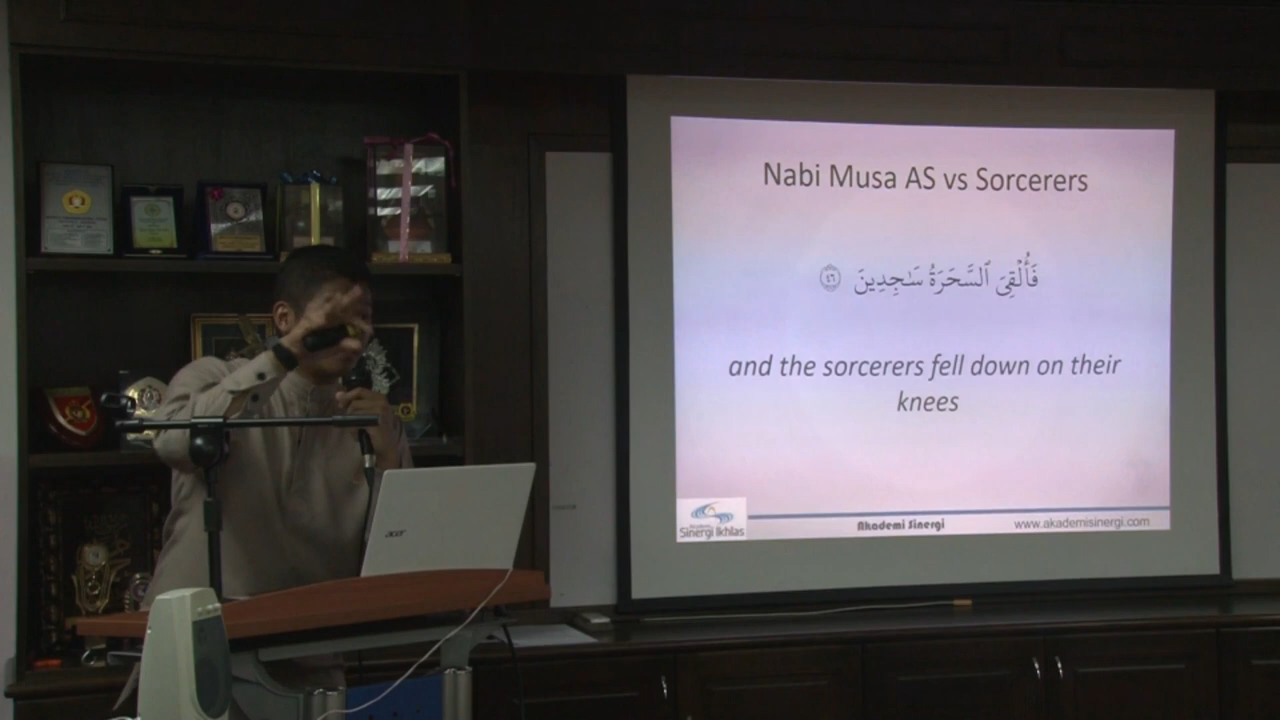 Nabi Musa AS vs Sorcerers
فَأُلْقِىَ ٱلسَّحَرَةُ سَـٰجِدِينَ ٤٦
and the sorcerers fell down on their
knees
Sinergi Ikhlas
Akademi Sinergi
www.akademisinergi.com
acer